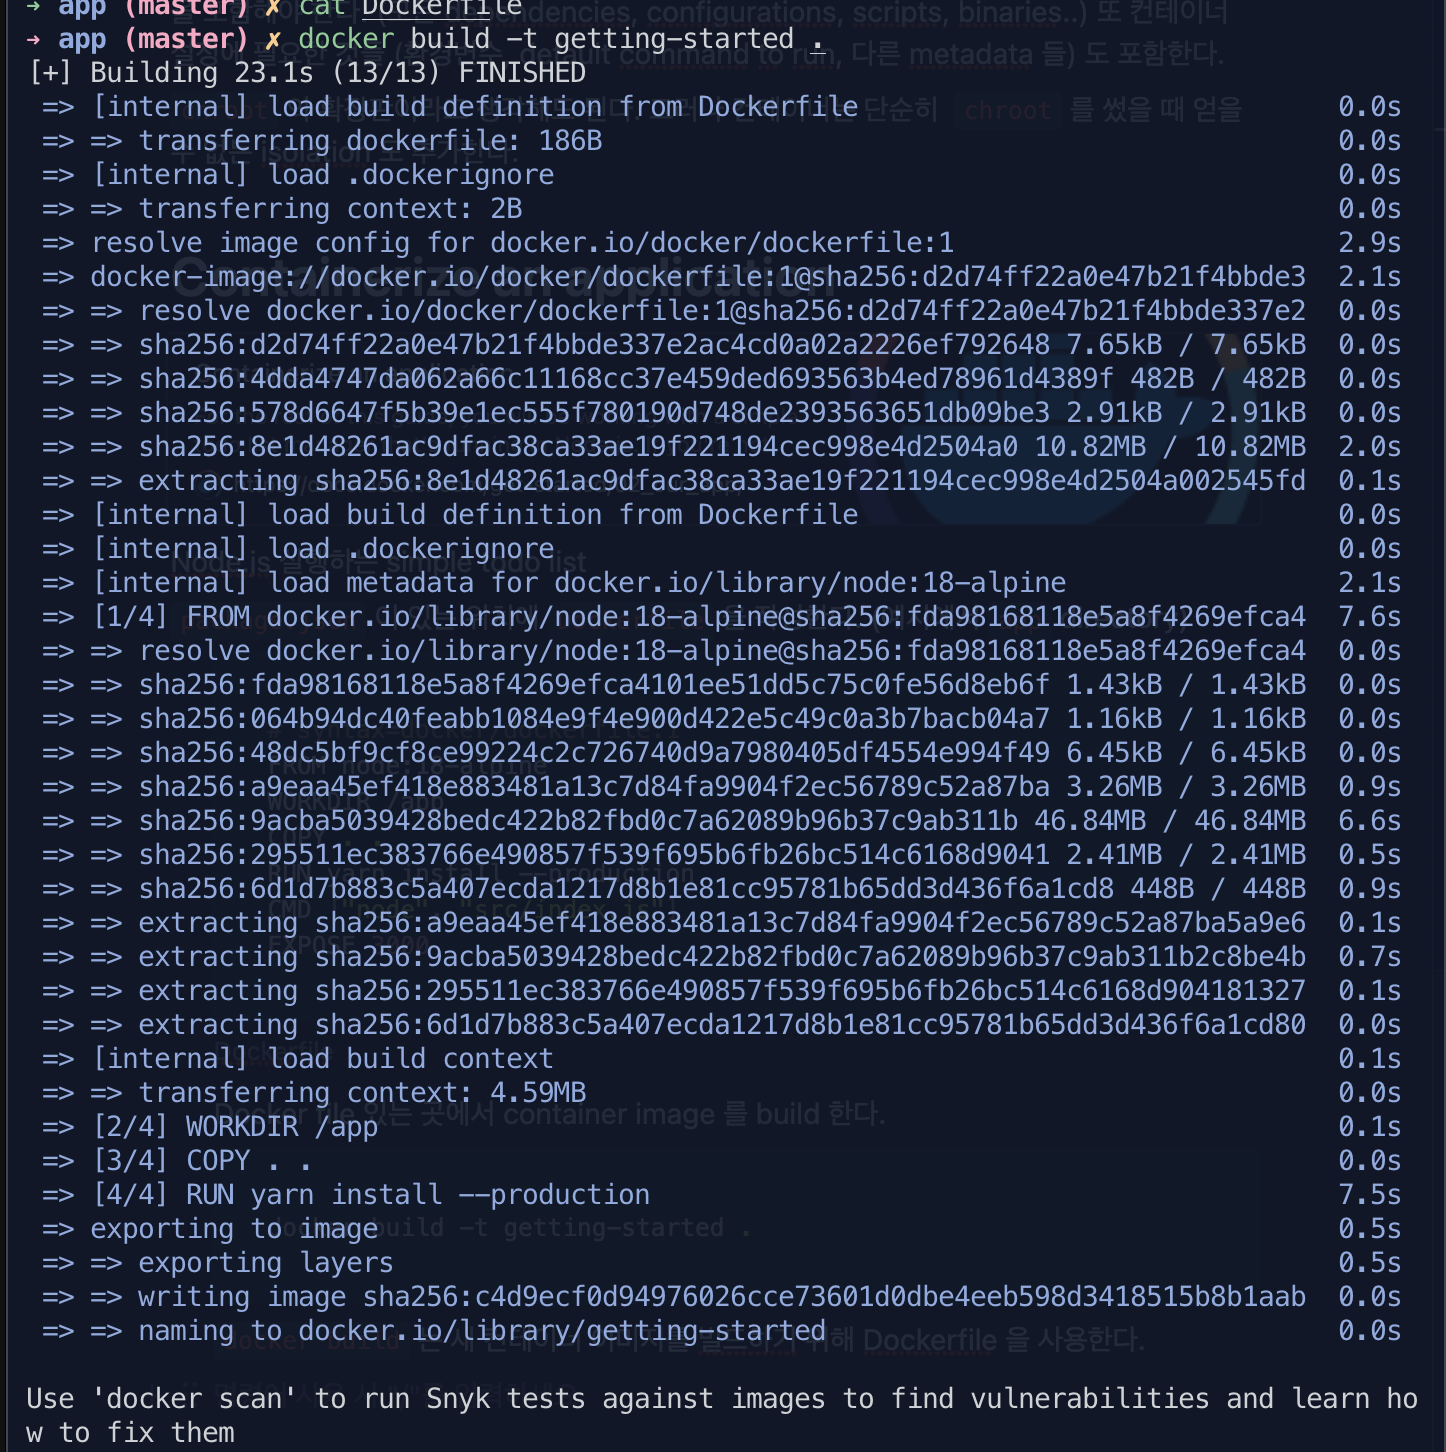 → app (master) ✗ cat Dockerfile
→ app (master) ✗ docker build -t getting-started .
[+] Building 23.1s (13/13) FINISHED
=> [internal] load build definition from Dockerfile 0.0s
=> => transferring dockerfile: 186B 0.0s
=> [internal] load .dockerignore 0.0s
=> => transferring context: 2B 0.0s
=> resolve image config for docker.io/docker/dockerfile:1 2.9s
=> docker-image://docker.io/docker/dockerfile:1@sha256:d2d74ff22a0e47b21f4bbde3 2.1s
=> => resolve docker.io/docker/dockerfile:1@sha256:d2d74ff22a0e47b21f4bbde337e2 0.0s
=> => sha256:d2d74ff22a0e47b21f4bbde337e2ac4cd0a02a2226ef792648 7.65kB / 7.65kB 0.0s
=> => sha256:4dda4747da062a66c11168cc37e459ded693563b4ed78961d4389f 482B / 482B 0.0s
=> => sha256:578d6647f5b39e1ec555f780190d748de2393563651db09be3 2.91kB / 2.91kB 0.0s
=> => sha256:8e1d48261ac9dfac38ca33ae19f221194cec998e4d2504a0 10.82MB / 10.82MB 2.0s
=> => extracting sha256:8e1d48261ac9dfac38ca33ae19f221194cec998e4d2504a002545fd 0.1s
=> [internal] load build definition from Dockerfile 0.0s
=> [internal] load .dockerignore 0.0s
=> [internal] load metadata for docker.io/library/node:18-alpine 2.1s
=> [1/4] FROM docker.io/library/node:18-alpine@sha256:fda98168118e5a8f4269efca4 7.6s
=> => resolve docker.io/library/node:18-alpine@sha256:fda98168118e5a8f4269efca4 0.0s
=> => sha256:fda98168118e5a8f4269efca4101ee51dd5c75c0fe56d8eb6f 1.43kB / 1.43kB 0.0s
=> => sha256:064b94dc40feabb1084e9f4e900d422e5c49c0a3b7bacb04a7 1.16kB / 1.16kB 0.0s
=> => sha256:48dc5bf9cf8ce99224c2c726740d9a7980405df4554e994f49 6.45kB / 6.45kB 0.0s
=> => sha256:a9eaa45ef418e883481a13c7d84fa9904f2ec56789c52a87ba 3.26MB / 3.26MB 0.9s
=> => sha256:9acba5039428bedc422b82fbd0c7a62089b96b37c9ab311b 46.84MB / 46.84MB 6.6s
=> => sha256:295511ec383766e490857f539f695b6fb26bc514c6168d9041 2.41MB / 2.41MB 0.5s
=> => sha256:6d1d7b883c5a407ecda1217d8b1e81cc95781b65dd3d436f6a1cd8 448B / 448B 0.9s
=> => extracting sha256:a9eaa45ef418e883481a13c7d84fa9904f2ec56789c52a87ba5a9e6 0.1s
=> => extracting sha256:9acba5039428bedc422b82fbd0c7a62089b96b37c9ab311b2c8be4b 0.7s
=> => extracting sha256:295511ec383766e490857f539f695b6fb26bc514c6168d904181327 0.1s
=> => extracting sha256:6d1d7b883c5a407ecda1217d8b1e81cc95781b65dd3d436f6a1cd80 0.0s
=> [internal] load build context 0.1s
=> => transferring context: 4.59MB 0.0s
=> [2/4] WORKDIR /app 0.1s
=> [3/4] COPY . . 0.0s
=> [4/4] RUN yarn install --production 7.5s
=> exporting to image 0.5s
=> => exporting layers 0.5s
=> => writing image sha256:c4d9ecf0d94976026cce73601d0dbe4eeb598d3418515b8b1aab 0.0s
=> => naming to docker.io/library/getting-started 0.0s
Use 'docker scan' to run Snyk tests against images to find vulnerabilities and learn ho
w to fix them